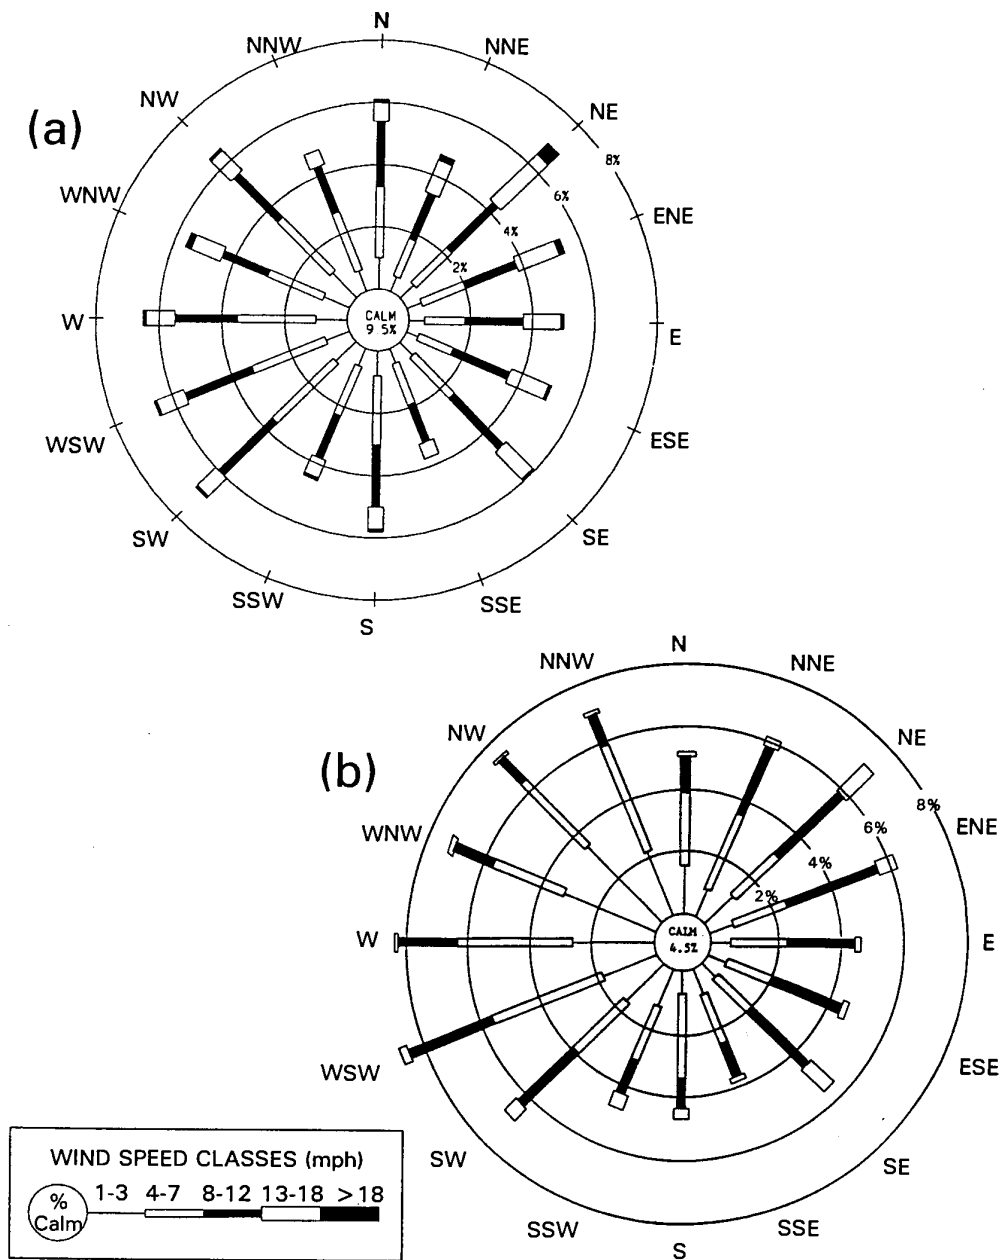 N
NNW
NNE
NW
NE
(a)
8%
6%
WNW
ENE
4%
2%
CALM
9 5%
W
E
WSW
ESE
SW
SE
SSW
SSE
S
N
NNW
NNE
NW
NE
(b)
8%
WNW
6%
ENE
4%
2%
CALM
4.5%
W
E
WSW
ESE
SW
SE
SSW
SSE
S
WIND SPEED CLASSES (mph)
1-3 4-7 8-12 13-18 >18
%
Calm